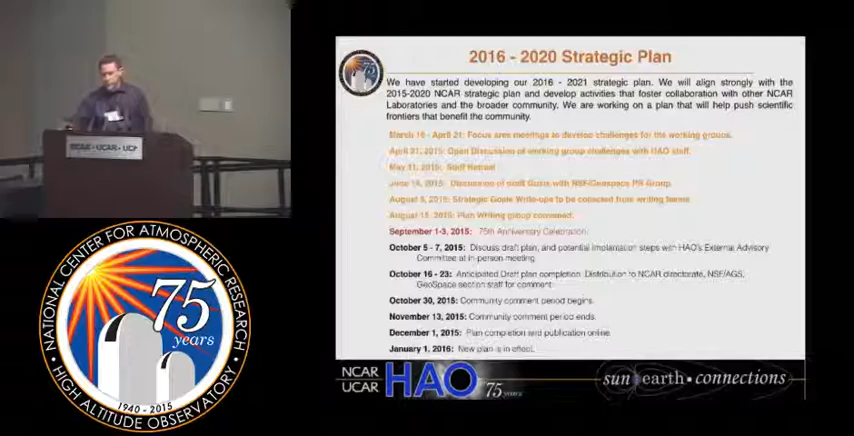 NCAR • UCAR • UCP
NATIONAL CENTER FOR ATMOSPHERIC RESEARCH
75
years
1940 - 2015
HIGH ALTITUDE OBSERVATORY
2016 - 2020 Strategic Plan
We have started developing our 2016 - 2021 strategic plan. We will align strongly with the
2015-2020 NCAR strategic plan and develop activities that foster collaboration with other NCAR
Laboratories and the broader community. We are working on a plan that will help push scientific
frontiers that benefit the community.
March 16 - April 21: Focus area meetings to develop challenges for the working groups.
April 21, 2015: Open Discussion of working group challenges with HAO staff.
May 11, 2015: Staff Retreat
2015: Discussion of staff Goals with NSF/Geospace PR Group.
August 5, 2015: Strategic Goals Write-ups to be collected from writing teams
2015: Plan Writing group convened.
September 1-3, 2015: 75th Anniversary Celebration.
October 5 - 7, 2015: Discuss draft plan, and potential implantation steps with HAO's External Advisory
Committee at in-person meeting
October 16 - 23: Anticipated Draft plan completion. Distribution to NCAR directorate, NSF/AGS,
GeoSpace section staff for comment
October 30, 2015: Community comment period begins.
November 13, 2015: Community comment period ends.
December 1, 2015: Plan completion and publication online.
January 1, 2016: New plan is in effect.
NCAR
UCAR
HAO
75 years
sun • earth • connections